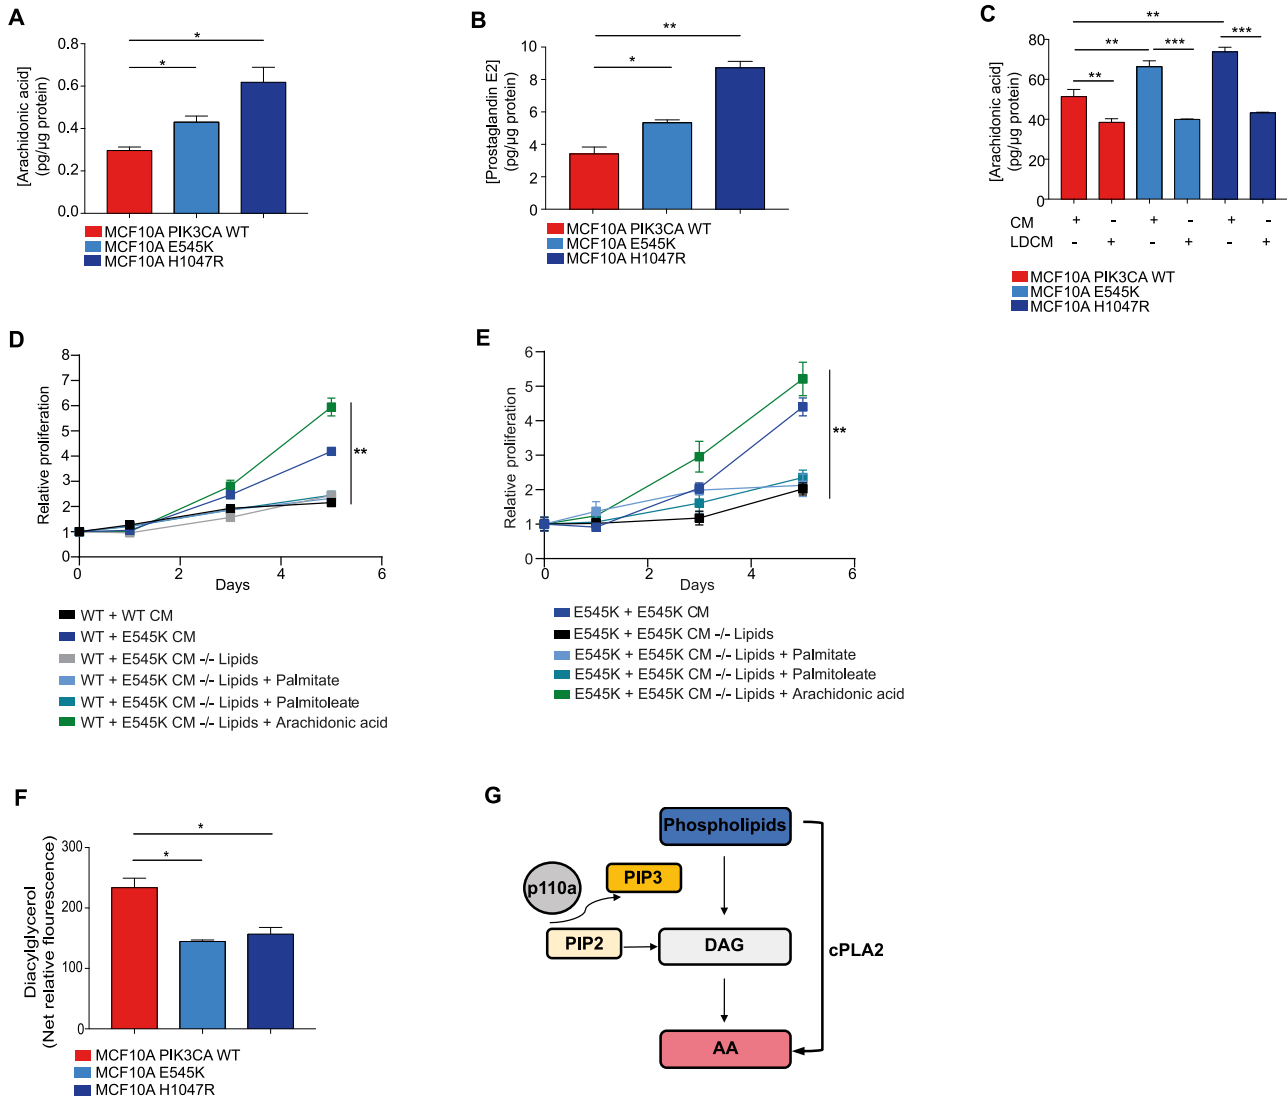 A
[Arachidonic acid]
(pg/µg protein)
0.8
0.6
0.4
0.2
0.0
*
*
MCF10A PIK3CA WT
MCF10A E545K
MCF10A H1047R
B
[Prostaglandin E2]
(pg/µg protein)
10
8
6
4
2
0
**
*
MCF10A PIK3CA WT
MCF10A E545K
MCF10A H1047R
C
[Arachidonic acid]
(pg/µg protein)
80
60
40
20
0
**
** *** ***
**
CM + - + - + -
LDCM - + - + - +
MCF10A PIK3CA WT
MCF10A E545K
MCF10A H1047R
D
Relative proliferation
8
7
6
5
4
3
2
1
0
0 2 4 6
Days
**
WT + WT CM
WT + E545K CM
WT + E545K CM -/- Lipids
WT + E545K CM -/- Lipids + Palmitate
WT + E545K CM -/- Lipids + Palmitoleate
WT + E545K CM -/- Lipids + Arachidonic acid
E
Relative proliferation
6
5
4
3
2
1
0
0 2 4 6
Days
**
E545K + E545K CM
E545K + E545K CM -/- Lipids
E545K + E545K CM -/- Lipids + Palmitate
E545K + E545K CM -/- Lipids + Palmitoleate
E545K + E545K CM -/- Lipids + Arachidonic acid
F
Diacylglycerol
(Net relative flourescence)
300
200
100
0
*
*
MCF10A PIK3CA WT
MCF10A E545K
MCF10A H1047R
G
Phospholipids
p110a
PIP3
PIP2
DAG
cPLA2
AA